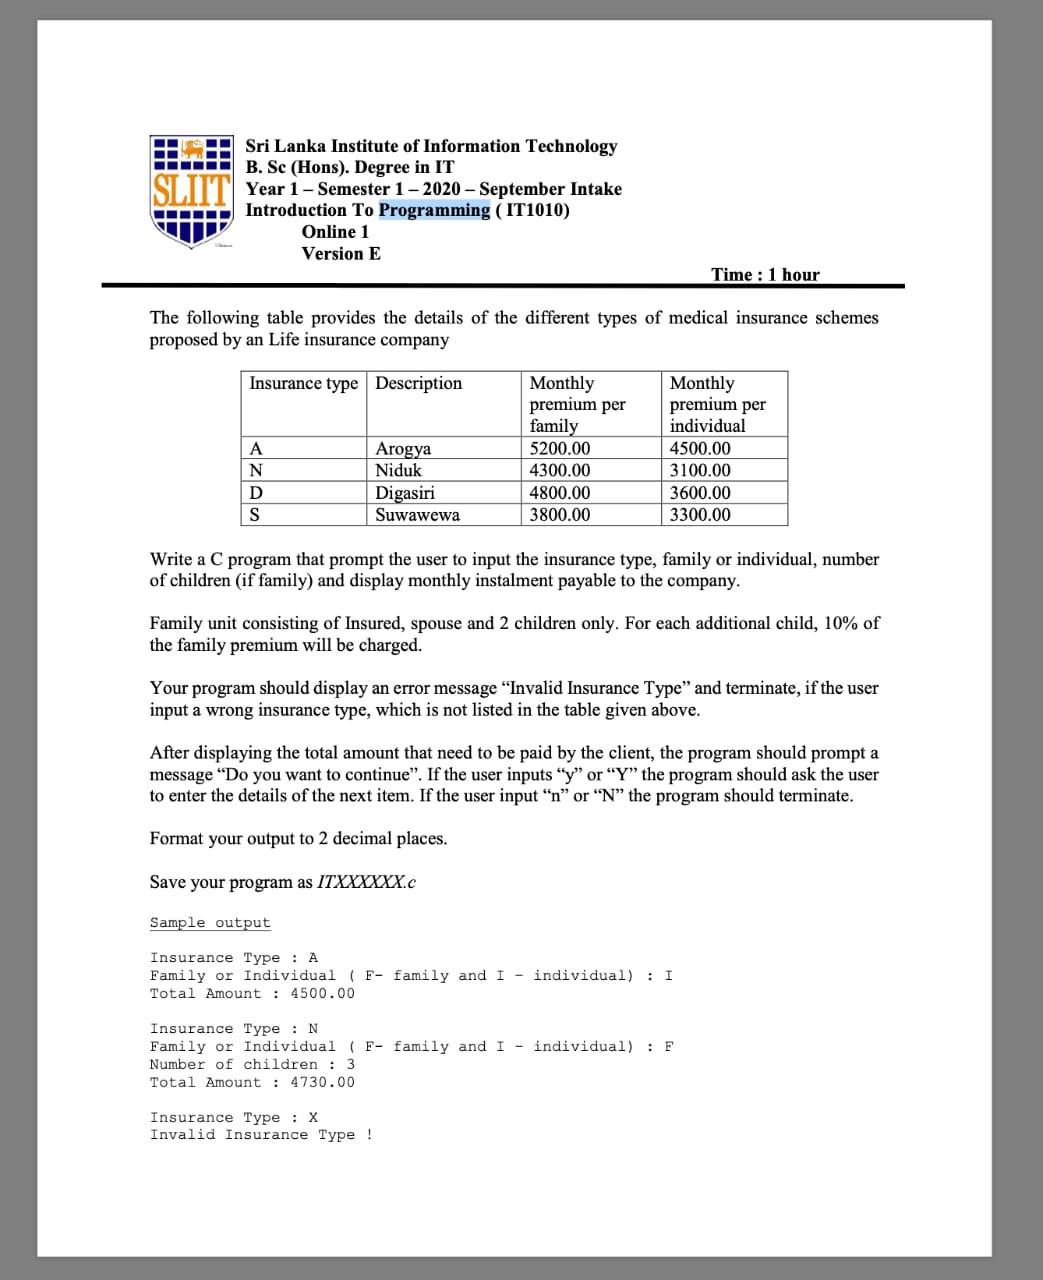 SLIIT
Sri Lanka Institute of Information Technology
B. Sc (Hons). Degree in IT
Year 1 – Semester 1 – 2020 – September Intake
Introduction To Programming ( IT1010)
Online 1
Version E
Time : 1 hour
The following table provides the details of the different types of medical insurance schemes
proposed by an Life insurance company
Insurance type Description Monthly premium per family Monthly premium per individual
A Arogya 5200.00 4500.00
N Niduk 4300.00 3100.00
D Digasiri 4800.00 3600.00
S Suwawewa 3800.00 3300.00
Write a C program that prompt the user to input the insurance type, family or individual, number
of children (if family) and display monthly instalment payable to the company.
Family unit consisting of Insured, spouse and 2 children only. For each additional child, 10% of
the family premium will be charged.
Your program should display an error message “Invalid Insurance Type” and terminate, if the user
input a wrong insurance type, which is not listed in the table given above.
After displaying the total amount that need to be paid by the client, the program should prompt a
message “Do you want to continue”. If the user inputs “y” or “Y” the program should ask the user
to enter the details of the next item. If the user input “n” or “N” the program should terminate.
Format your output to 2 decimal places.
Save your program as ITXXXXXX.c
Sample output
Insurance Type : A
Family or Individual ( F- family and I - individual) : I
Total Amount : 4500.00
Insurance Type : N
Family or Individual ( F- family and I - individual) : F
Number of children : 3
Total Amount : 4730.00
Insurance Type : X
Invalid Insurance Type !